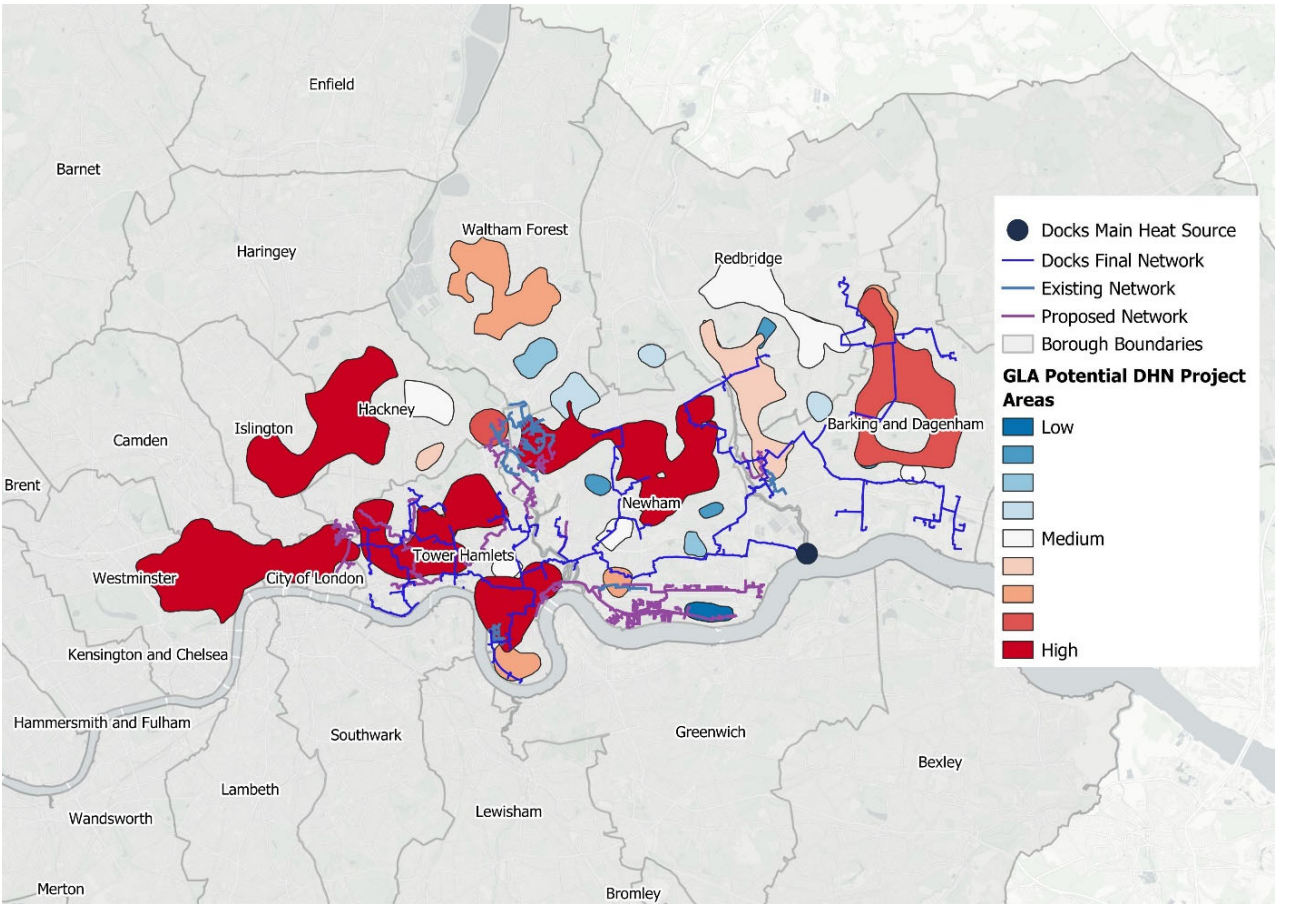 Enfield
Barnet
Waltham Forest
Haringey
Redbridge
Hackney
Islington
Camden
Barking and Dagenham
Brent
Newham
Tower Hamlets
Westminster
City of London
Kensington and Chelsea
Hammersmith and Fulham
Southwark
Greenwich
Bexley
Lambeth
Lewisham
Wandsworth
Merton
Bromley
Docks Main Heat Source
Docks Final Network
Existing Network
Proposed Network
Borough Boundaries
GLA Potential DHN Project
Areas
Low
Medium
High